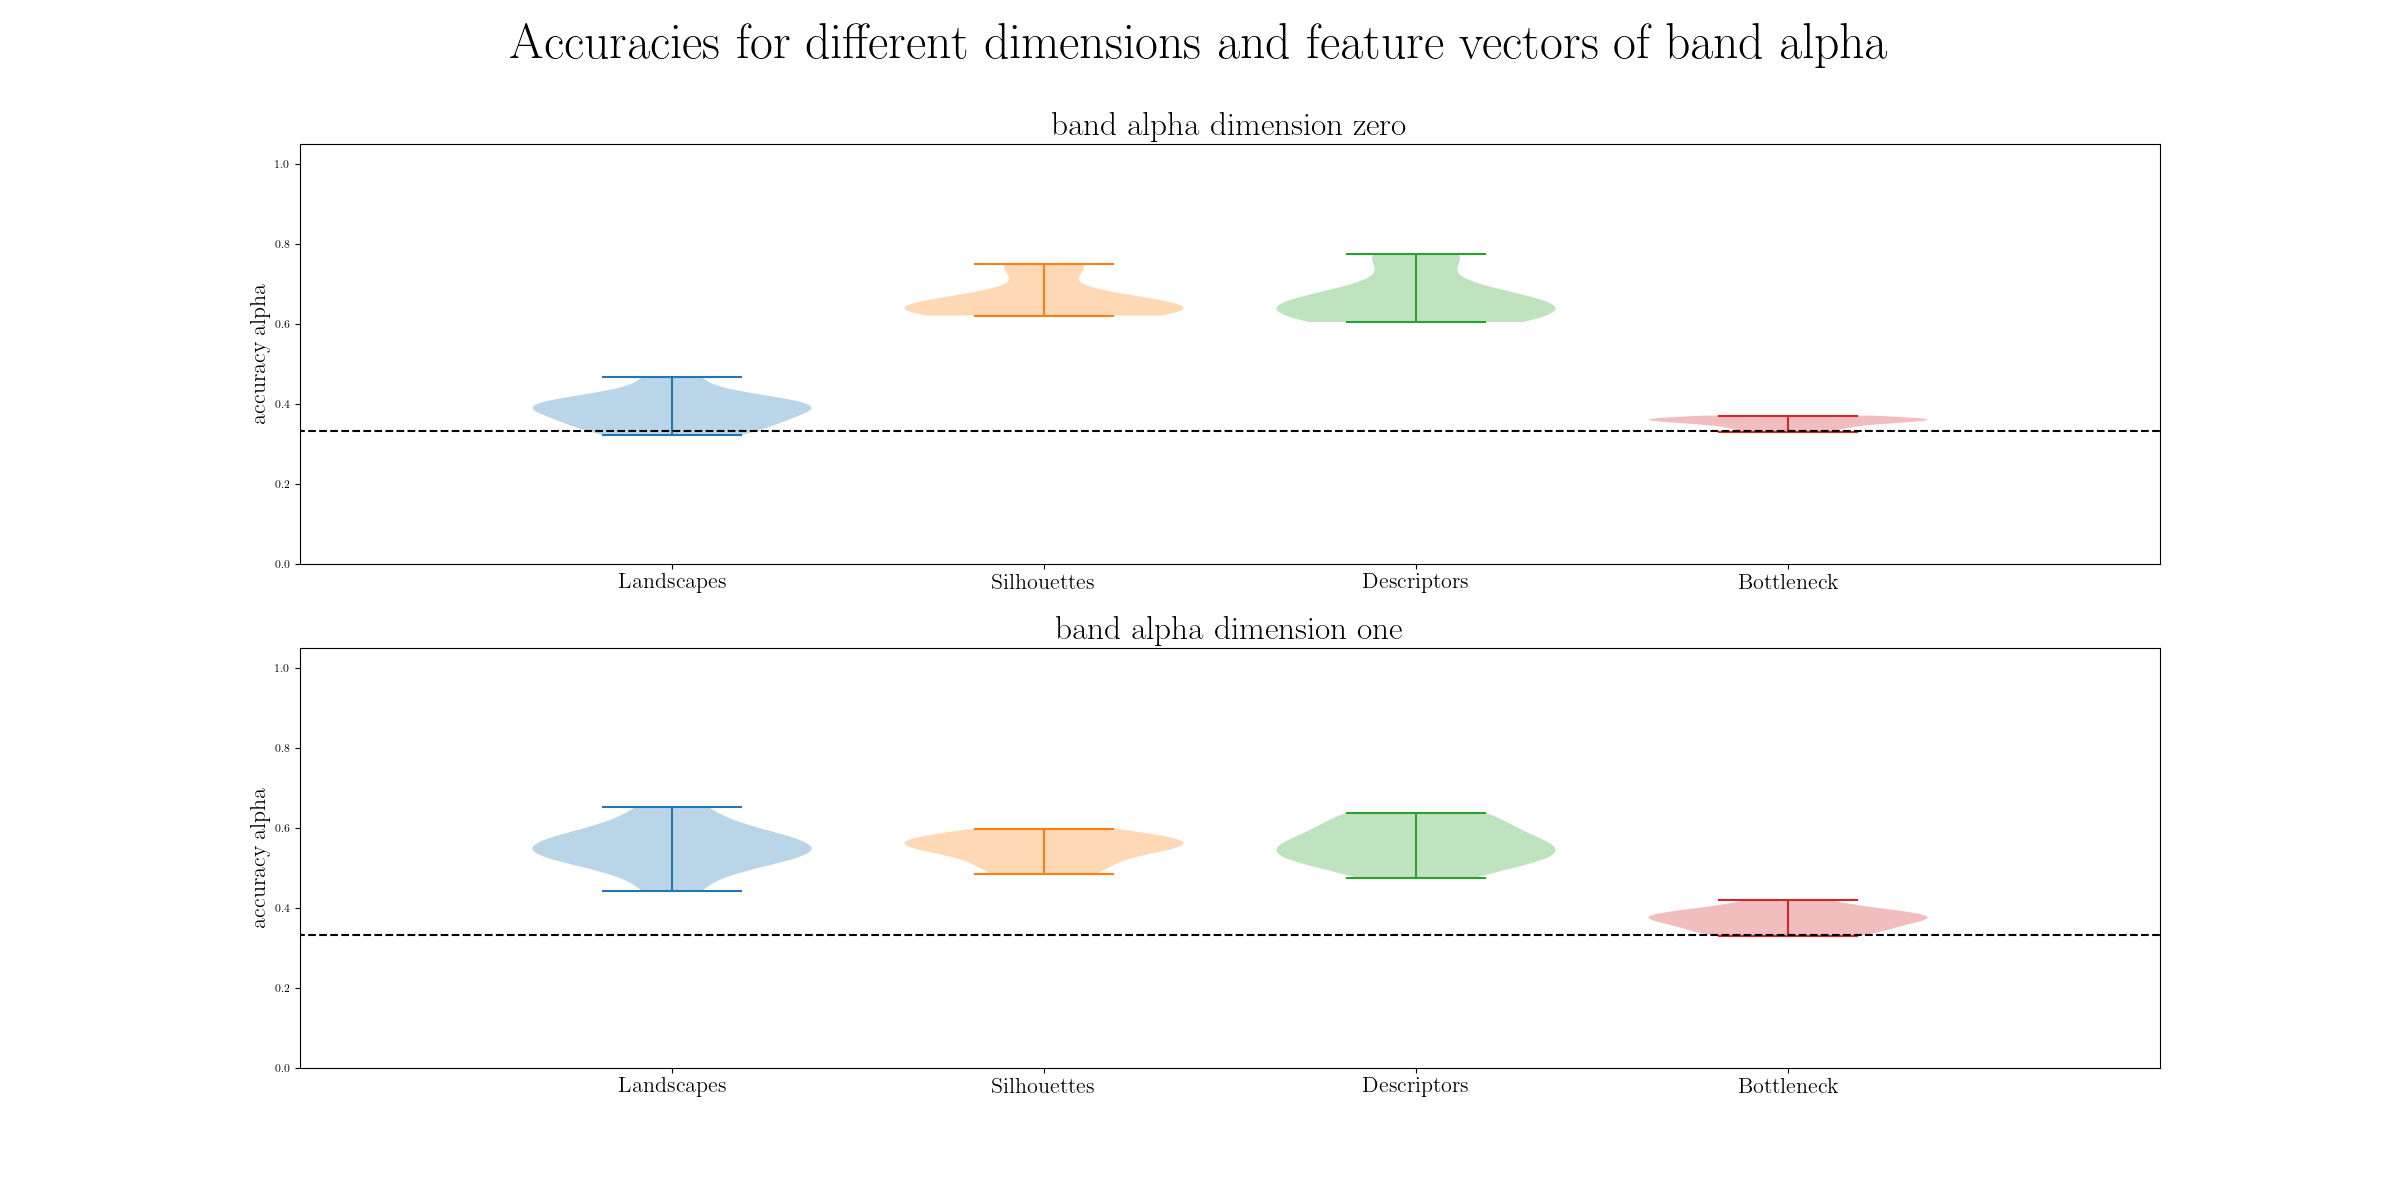 Accuracies for different dimensions and feature vectors of band alpha
band alpha dimension zero
1.0
0.8
0.6
0.4
0.2
0.0
accuracy alpha
Landscapes Silhouettes Descriptors Bottleneck
band alpha dimension one
1.0
0.8
0.6
0.4
0.2
0.0
accuracy alpha
Landscapes Silhouettes Descriptors Bottleneck